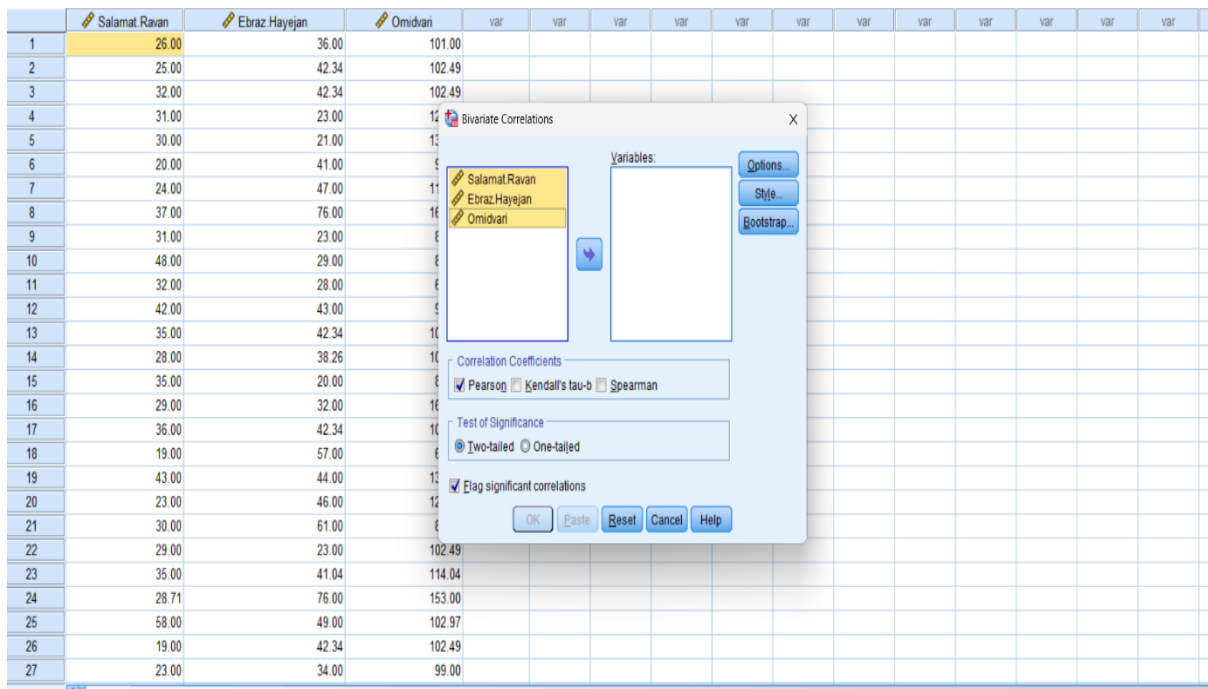 Salamat.Ravan Ebraz.Hayejan Omidvari var var var var var var var var var var var var
1 26.00 36.00 101.00
2 25.00 42.34 102.49
3 32.00 42.34 102.49
4 31.00 23.00
5 30.00 21.00
6 20.00 41.00
7 24.00 47.00
8 37.00 76.00
9 31.00 23.00
10 48.00 29.00
11 32.00 28.00
12 42.00 43.00
13 35.00 42.34
14 28.00 38.26
15 35.00 20.00
16 29.00 32.00
17 36.00 42.34
18 19.00 57.00
19 43.00 44.00
20 23.00 46.00
21 30.00 61.00
22 29.00 23.00 102.49
23 35.00 41.04 114.04
24 28.71 76.00 153.00
25 58.00 49.00 102.97
26 19.00 42.34 102.49
27 23.00 34.00 99.00
Bivariate Correlations
Variables:
Salamat.Ravan
Ebraz.Hayejan
Omidvari
Options...
Style...
Bootstrap...
Correlation Coefficients
Pearson Kendall's tau-b Spearman
Test of Significance
Two-tailed One-tailed
Flag significant correlations
OK Paste Reset Cancel Help